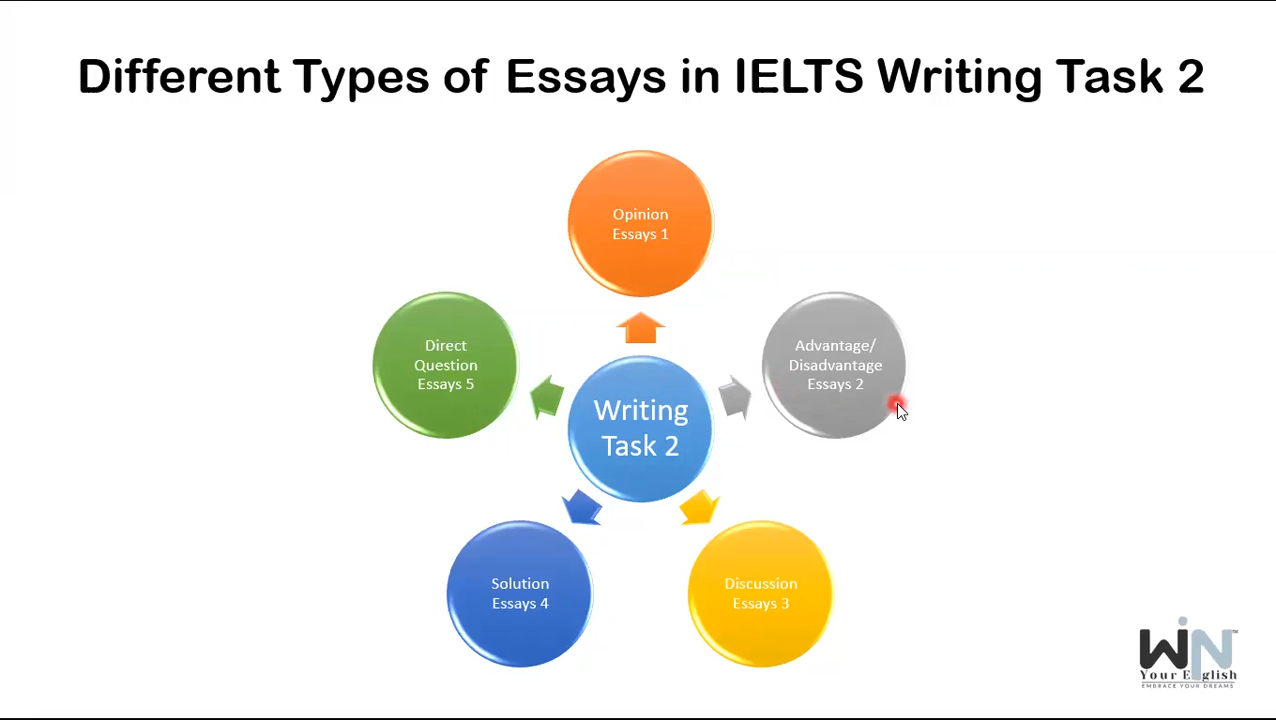 Different Types of Essays in IELTS Writing Task 2
Opinion
Essays 1
Advantage/
Disadvantage
Essays 2
Discussion
Essays 3
Solution
Essays 4
Direct
Question
Essays 5
Writing
Task 2
WiN™
Your English
EMBRACE YOUR DREAMS